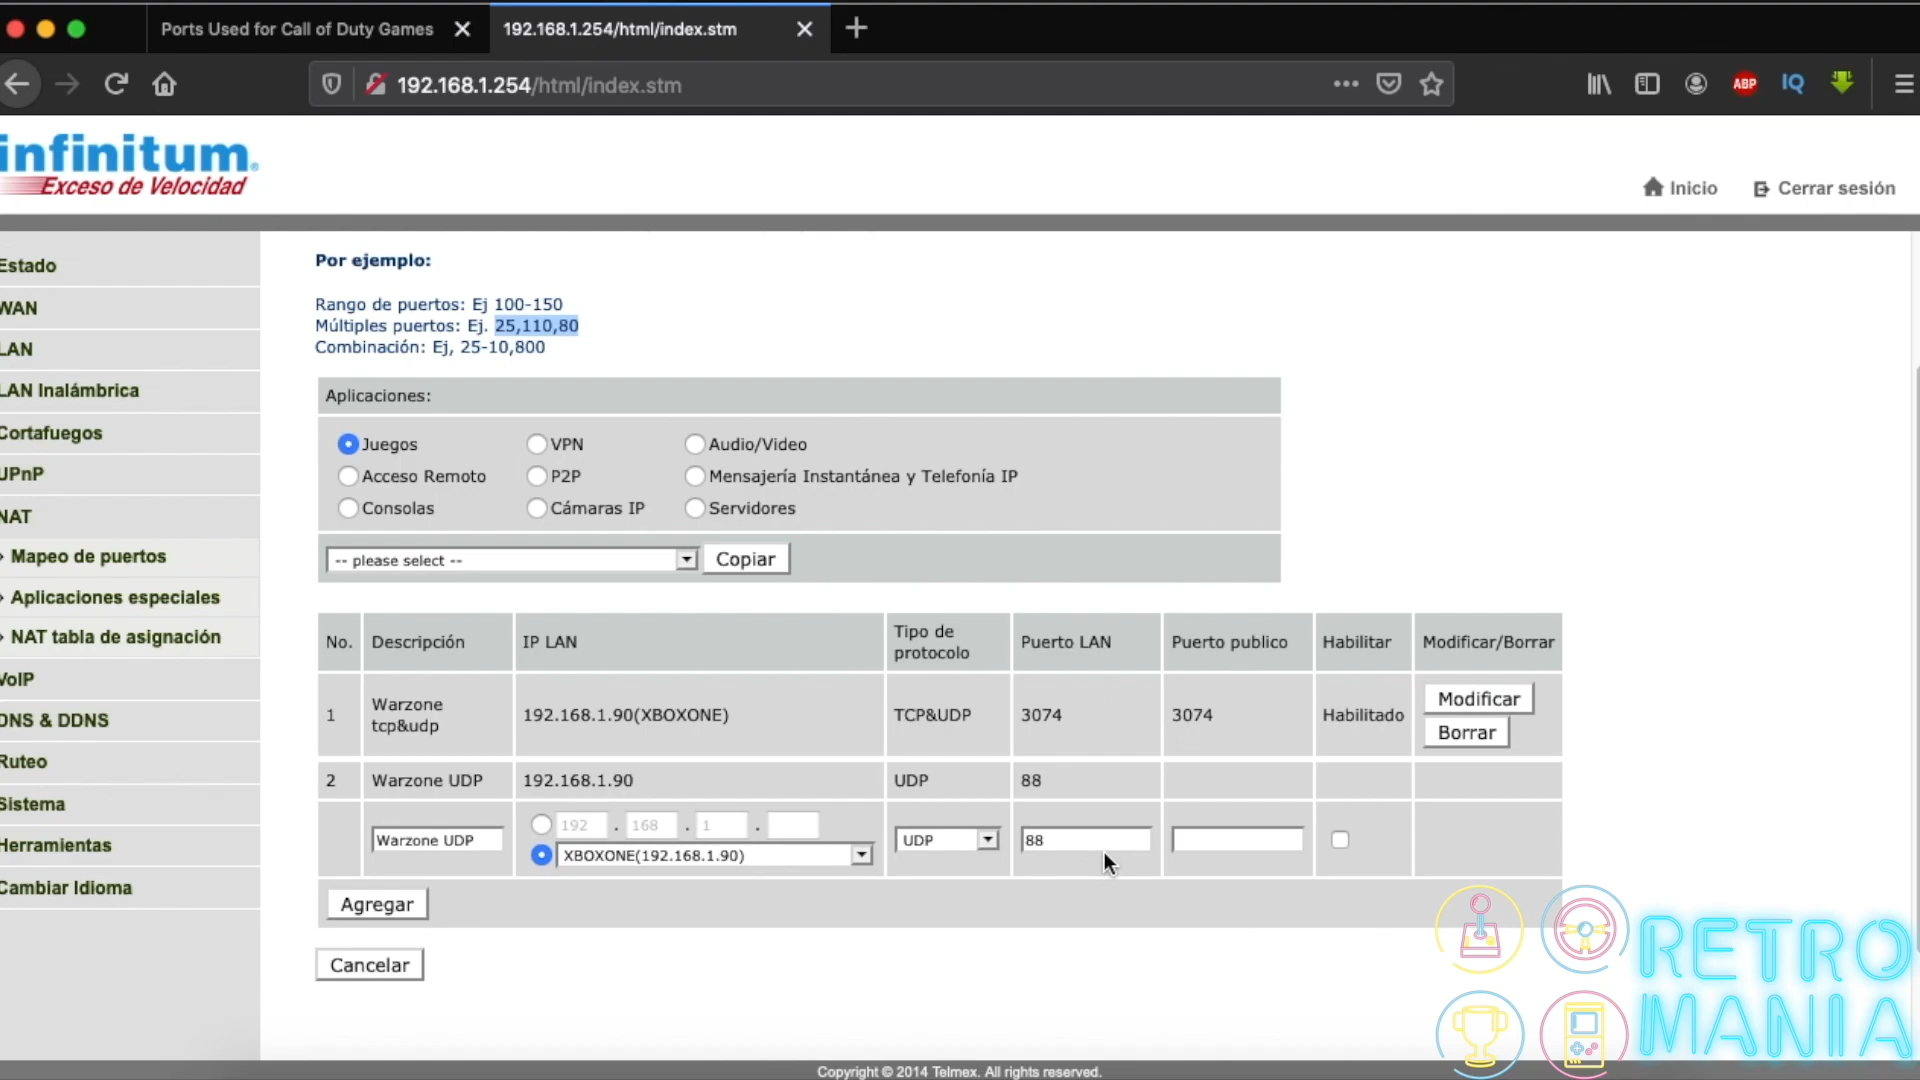 Ports Used for Call of Duty Games
192.168.1.254/html/index.stm
192.168.1.254/html/index.stm
ABP
IQ
infinitum
Exceso de Velocidad
Inicio
Cerrar sesión
Estado
WAN
LAN
LAN Inalámbrica
Cortafuegos
UPnP
NAT
Mapeo de puertos
Aplicaciones especiales
NAT tabla de asignación
VoIP
DNS & DDNS
Ruteo
Sistema
Herramientas
Cambiar Idioma
Por ejemplo:
Rango de puertos: Ej 100-150
Múltiples puertos: Ej. 25,110,80
Combinación: Ej, 25-10,800
Aplicaciones:
Juegos VPN Audio/Video
Acceso Remoto P2P Mensajería Instantánea y Telefonía IP
Consolas Cámaras IP Servidores
-- please select -- Copiar
No. Descripción IP LAN Tipo de protocolo Puerto LAN Puerto publico Habilitar Modificar/Borrar
1 Warzone tcp&udp 192.168.1.90(XBOXONE) TCP&UDP 3074 3074 Habilitado Modificar
Borrar
2 Warzone UDP 192.168.1.90 UDP 88
192 . 168 . 1 .
Warzone UDP XBOXONE(192.168.1.90) UDP 88
Agregar
Cancelar
RETRO
MANIA
Copyright © 2014 Telmex. All rights reserved.